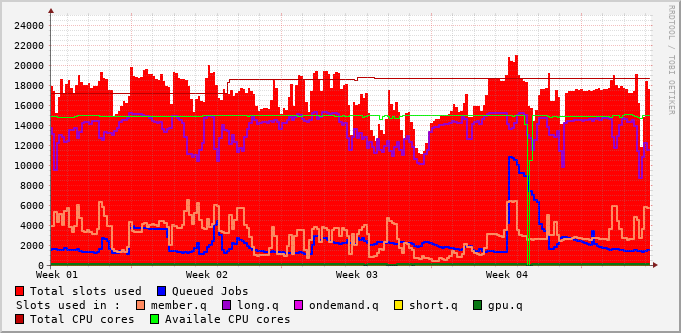 RRDTOOL / TOBI OETIKER
24000
22000
20000
18000
16000
14000
12000
10000
8000
6000
4000
2000
0
Week 01 Week 02 Week 03 Week 04
Total slots used Queued Jobs
Slots used in : member.q long.q ondemand.q short.q gpu.q
Total CPU cores Availale CPU cores